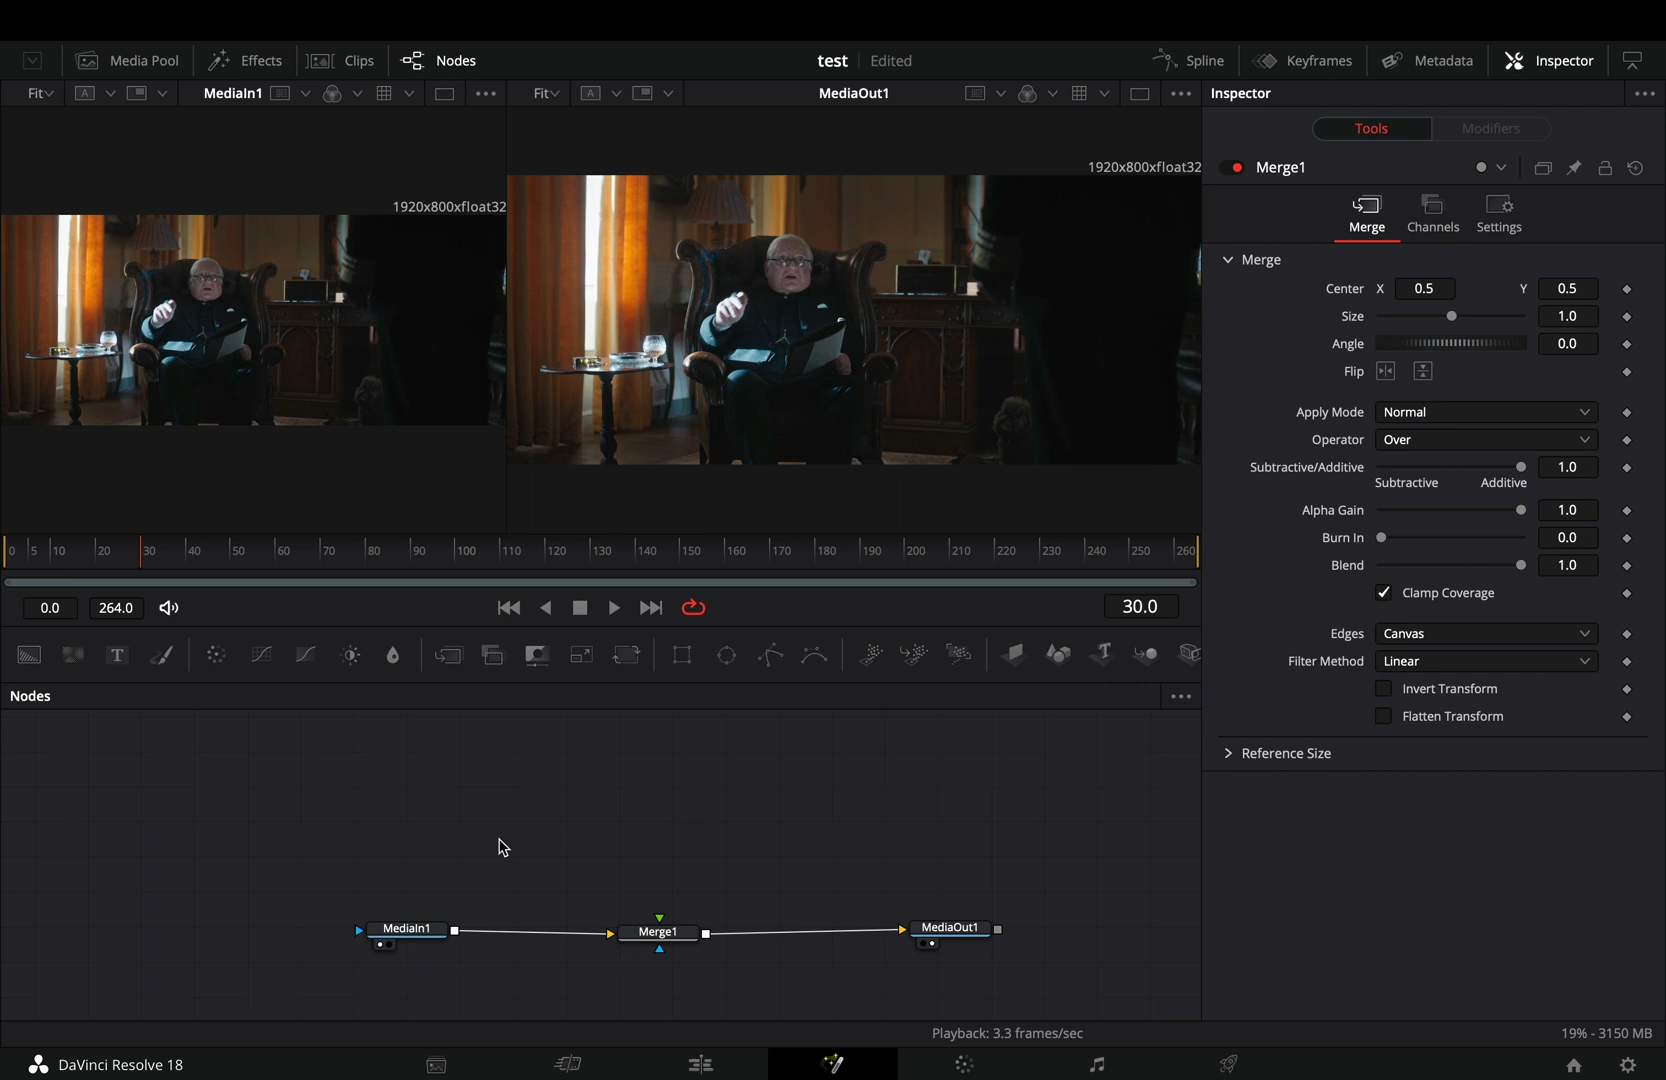 Media Pool Effects Clips Nodes test Edited Spline Keyframes Metadata Inspector
Fit A MediaIn1 Fit A MediaOut1 Inspector
Tools Modifiers
1920x800xfloat32
1920x800xfloat32
Merge1
Merge Channels Settings
Merge
Center X 0.5 Y 0.5
Size 1.0
Angle 0.0
Flip
Apply Mode Normal
Operator Over
Subtractive/Additive 1.0
Subtractive Additive
Alpha Gain 1.0
Burn In 0.0
Blend 1.0
Clamp Coverage
Edges Canvas
Filter Method Linear
Invert Transform
Flatten Transform
Reference Size
0 5 10 20 30 40 50 60 70 80 90 100 110 120 130 140 150 160 170 180 190 200 210 220 230 240 250 260
0.0 264.0 30.0
T T
Nodes
MediaIn1 Merge1 MediaOut1
Playback: 3.3 frames/sec 19% - 3150 MB
DaVinci Resolve 18